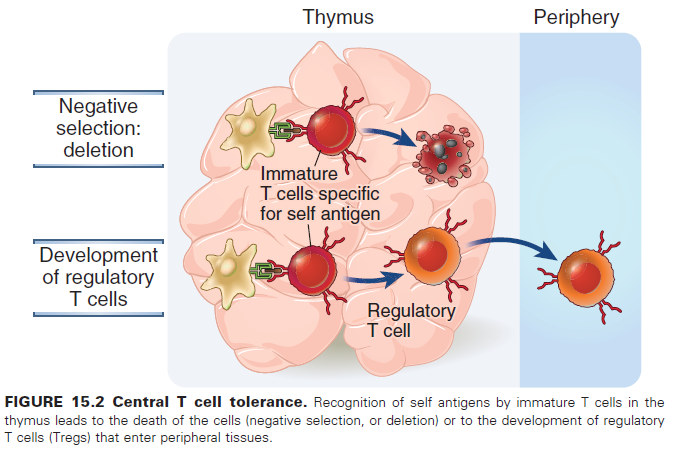 Thymus
Periphery
Negative
selection:
deletion
Immature
T cells specific
for self antigen
Development
of regulatory
T cells
Regulatory
T cell
FIGURE 15.2 Central T cell tolerance. Recognition of self antigens by immature T cells in the
thymus leads to the death of the cells (negative selection, or deletion) or to the development of regulatory
T cells (Tregs) that enter peripheral tissues.